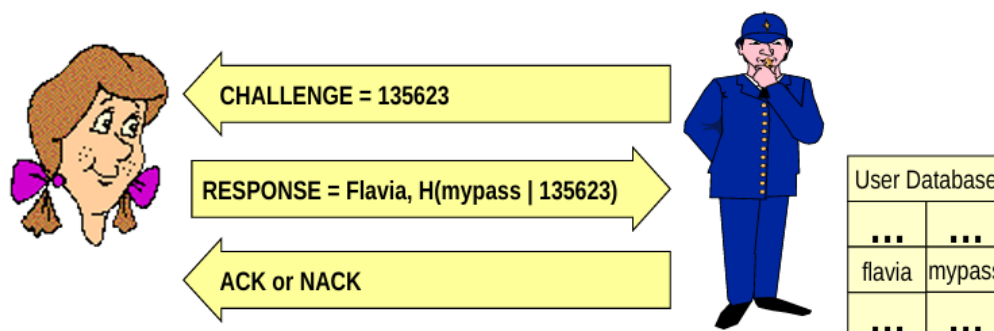 CHALLENGE = 135623
RESPONSE = Flavia, H(mypass | 135623)
ACK or NACK
User Database
... ...
flavia mypass
... ...